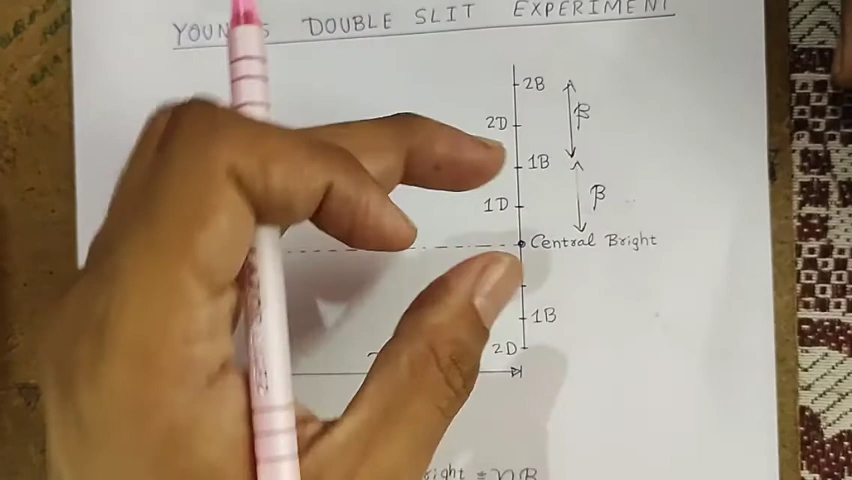 DOUBLE SLIT EXPERIMENT
2B
β
2D
1B
β
1D
Central Bright
1B
2D